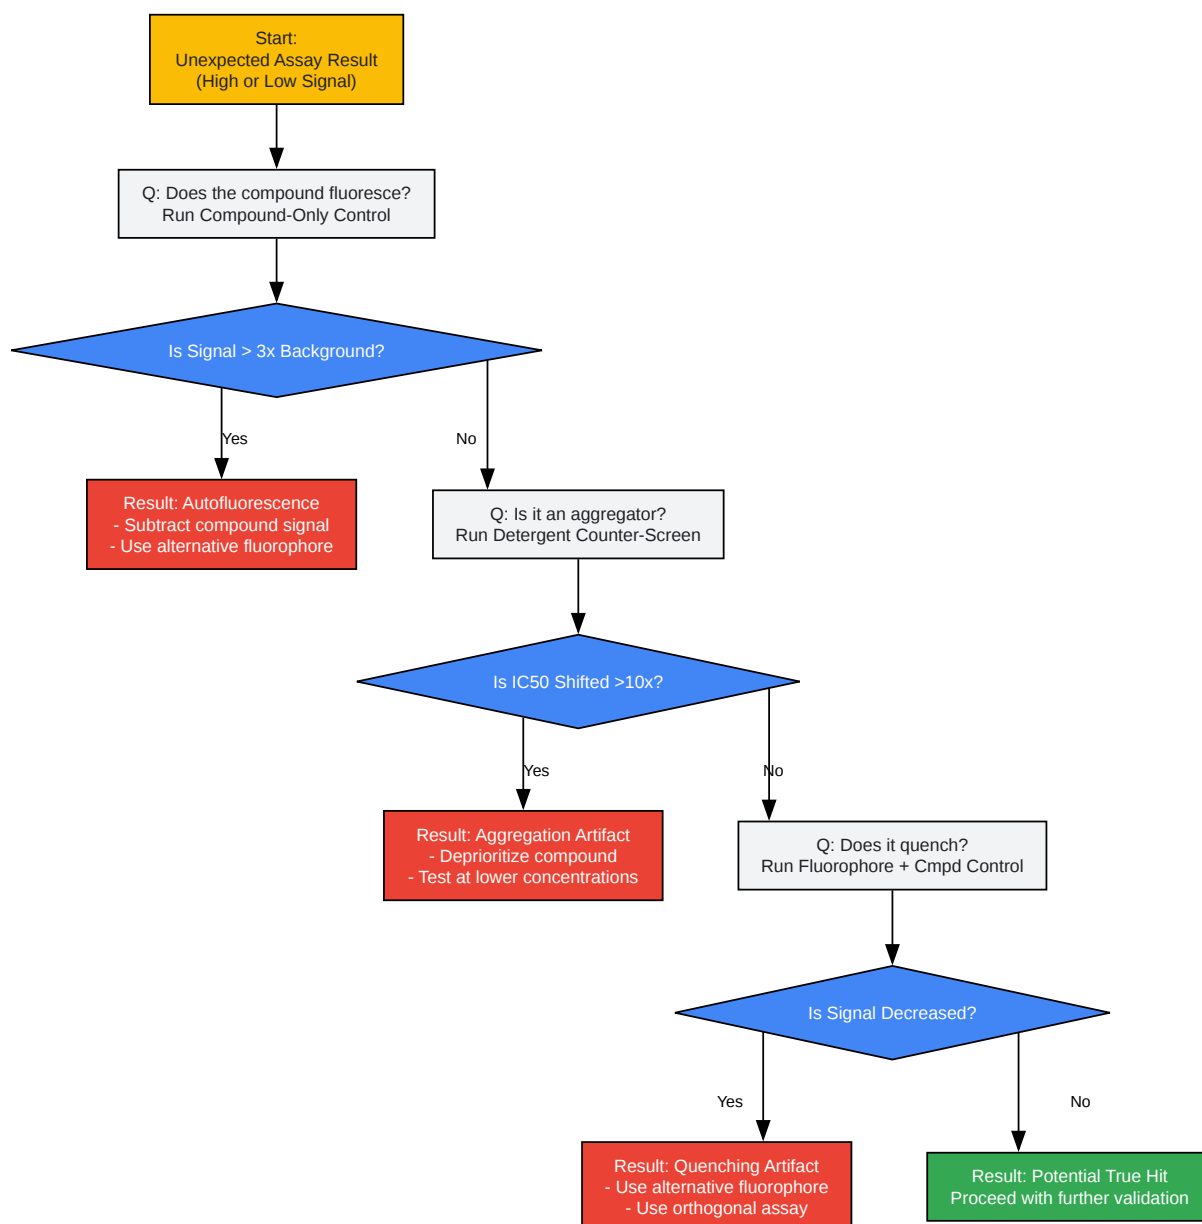 Start:
Unexpected Assay Result
(High or Low Signal)
Q: Does the compound fluoresce?
Run Compound-Only Control
Is Signal > 3x Background?
Yes
No
Result: Autofluorescence
- Subtract compound signal
- Use alternative fluorophore
Q: Is it an aggregator?
Run Detergent Counter-Screen
Is IC50 Shifted >10x?
Yes
No
Result: Aggregation Artifact
- Deprioritize compound
- Test at lower concentrations
Q: Does it quench?
Run Fluorophore + Cmpd Control
Is Signal Decreased?
Yes
No
Result: Quenching Artifact
- Use alternative fluorophore
- Use orthogonal assay
Result: Potential True Hit
Proceed with further validation